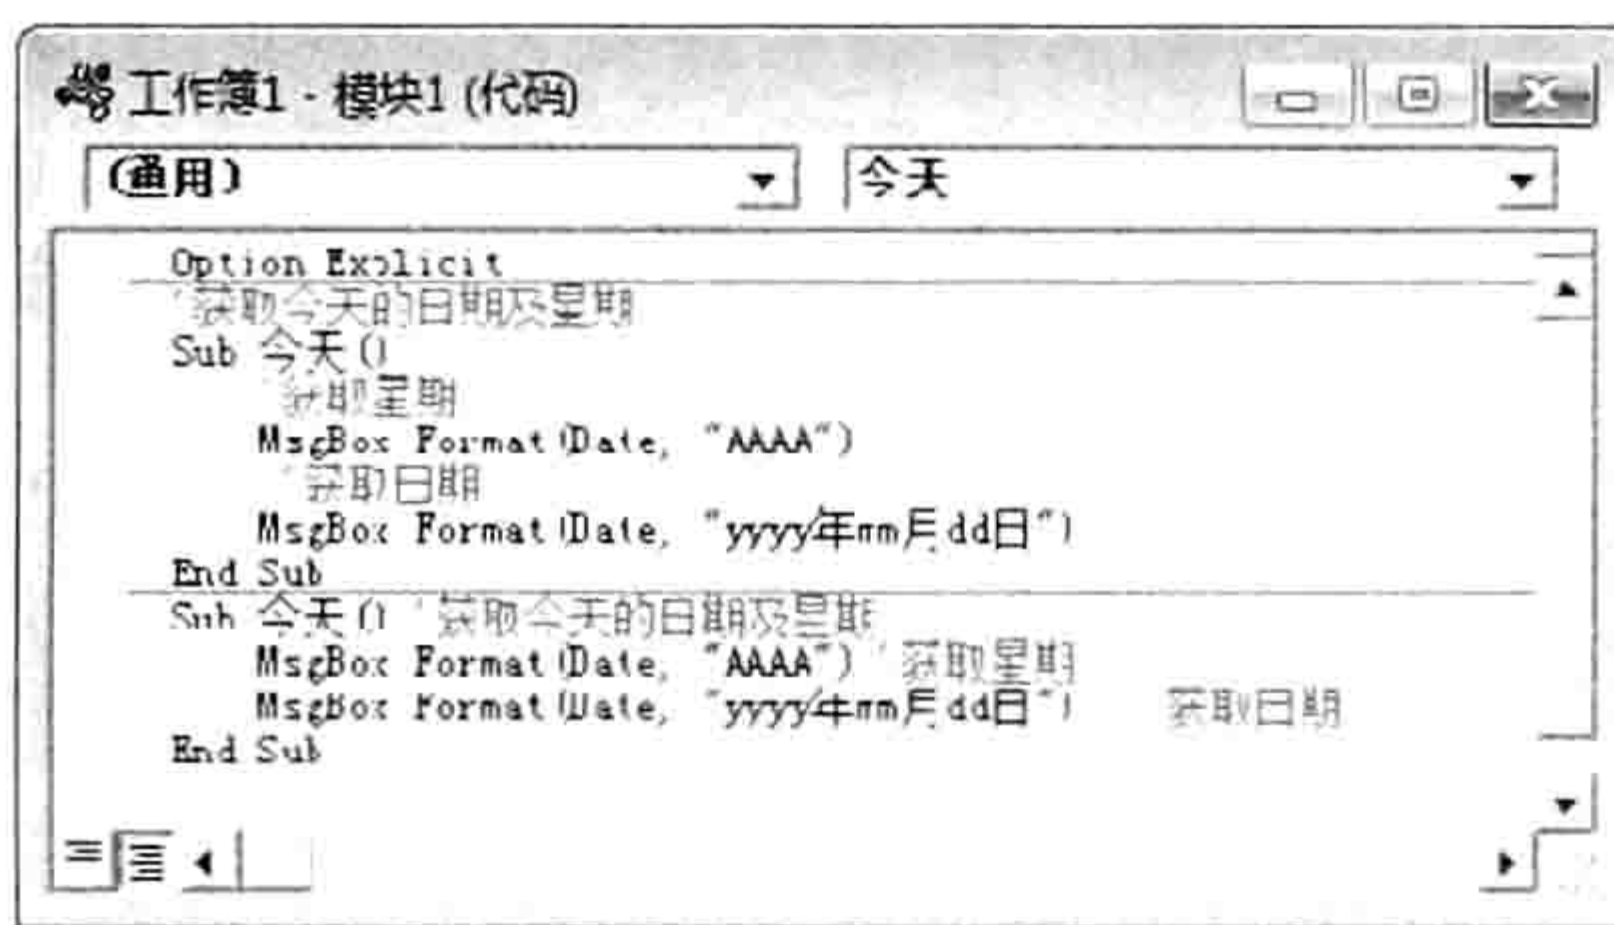 工作簿1 - 模块1 (代码)
(通用) 今天
Option Explicit
'获取今天的日期及星期
Sub 今天()
'获取星期
MsgBox Format(Date, "AAAA")
'获取日期
MsgBox Format(Date, "yyyy年mm月dd日")
End Sub
Sub 今天() '获取今天的日期及星期
MsgBox Format(Date, "AAAA") '获取星期
MsgBox Format(Date, "yyyy年mm月dd日") 获取日期
End Sub